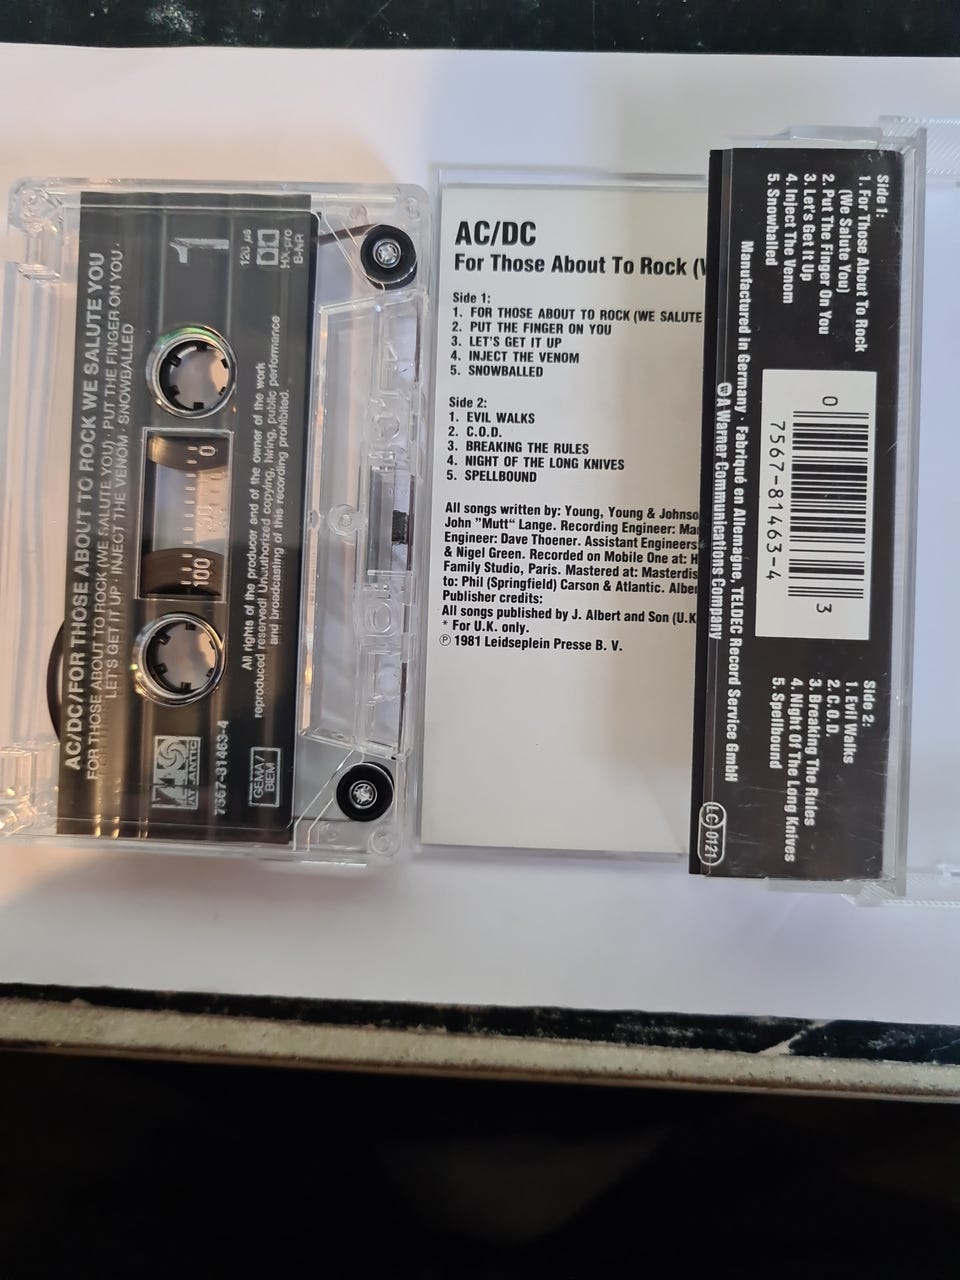 AC/DC/FOR THOSE ABOUT TO ROCK WE SALUTE YOU
FOR THOSE ABOUT TO ROCK (WE SALUTE YOU) · PUT THE FINGER ON YOU ·
LET'S GET IT UP · INJECT THE VENOM · SNOWBALLED
1
120 µs
HX-pro
B-NR
0
50
100
All rights of the producer and of the owner of the work
reproduced reserved! Unauthorized copying, hiring, public performance
and broadcasting of this recording prohibited.
ATLANTIC
7567-81463-4
GEMA/
BIEM
AC/DC
For Those About To Rock (W
Side 1:
1. FOR THOSE ABOUT TO ROCK (WE SALUTE
2. PUT THE FINGER ON YOU
3. LET'S GET IT UP
4. INJECT THE VENOM
5. SNOWBALLED
Side 2:
1. EVIL WALKS
2. C.O.D.
3. BREAKING THE RULES
4. NIGHT OF THE LONG KNIVES
5. SPELLBOUND
All songs written by: Young, Young & Johnso
John "Mutt“ Lange. Recording Engineer: Mar
Engineer: Dave Thoener. Assistant Engineers:
& Nigel Green. Recorded on Mobile One at: H
Family Studio, Paris. Mastered at: Masterdis
to: Phil (Springfield) Carson & Atlantic. Alber
Publisher credits:
All songs published by J. Albert and Son (U.K
* For U.K. only.
℗ 1981 Leidseplein Presse B. V.
Side 1:
1. For Those About To Rock
(We Salute You)
2. Put The Finger On You
3. Let's Get It Up
4. Inject The Venom
5. Snowballed
0
7567-81463-4
3
Side 2:
1. Evil Walks
2. C.O.D.
3. Breaking The Rules
4. Night Of The Long Knives
5. Spellbound
Manufactured in Germany · Fabriqué en Allemagne, TELDEC Record Service GmbH
A Warner Communications Company
LC 0121